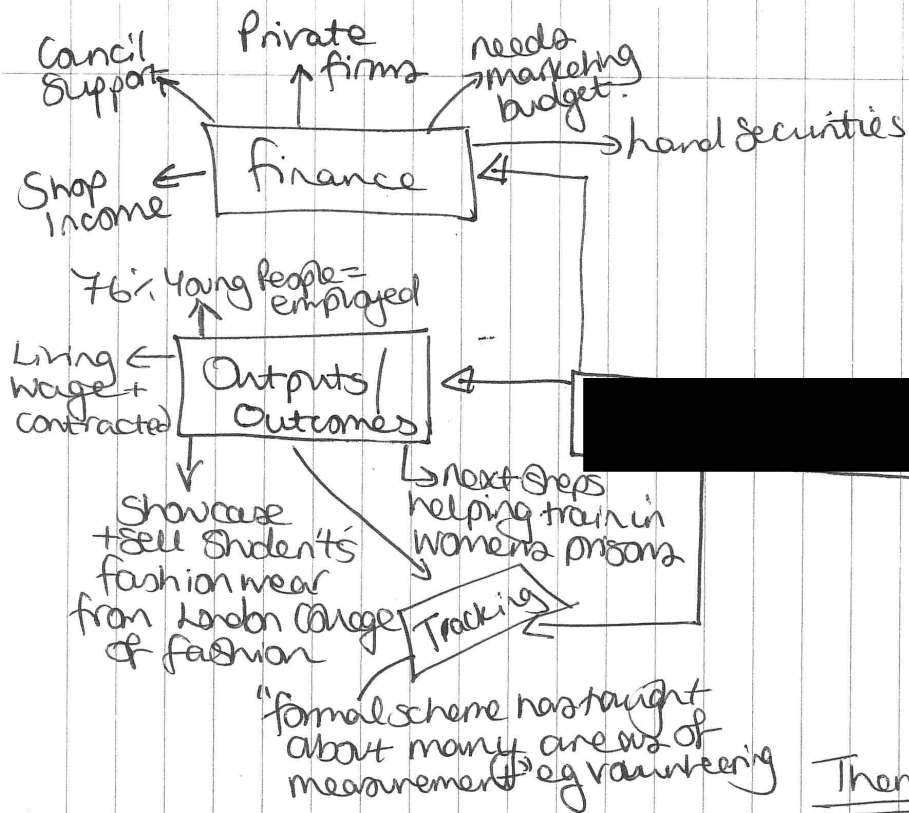 Council
Support
Private
firms
needs
marketing
budget.
hand securities
finance
Shop
income
76% Young People =
employed
Living
wage +
contracted
Outputs/
Outcomes
next steps
helping train in
womens prisons
Showcase
+ sell student's
fashion wear
from London College
of fashion
Tracking
"formal scheme has taught
about many areas of
measurement" eg volunteering